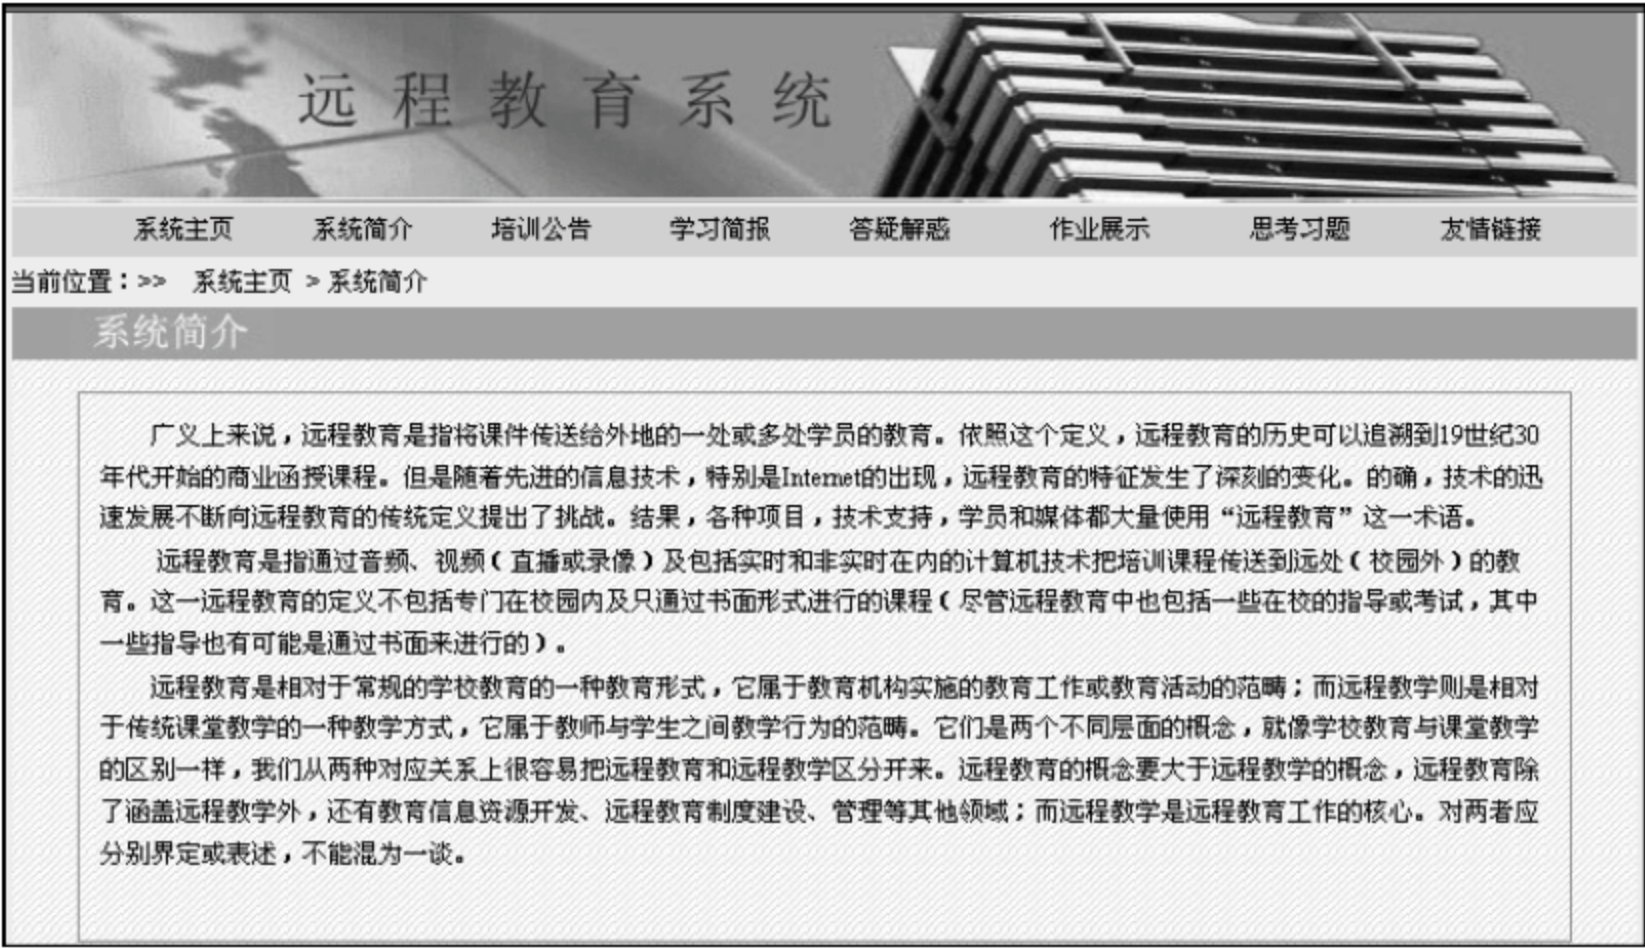 远程教育系统
系统主页 系统简介 培训公告 学习简报 答疑解惑 作业展示 思考习题 友情链接
当前位置：>> 系统主页 > 系统简介
系统简介
广义上来说，远程教育是指将课件传送给外地的一处或多处学员的教育。依照这个定义，远程教育的历史可以追溯到19世纪30
年代开始的商业函授课程。但是随着先进的信息技术，特别是Internet的出现，远程教育的特征发生了深刻的变化。的确，技术的迅
速发展不断向远程教育的传统定义提出了挑战。结果，各种项目，技术支持，学员和媒体都大量使用“远程教育”这一术语。
远程教育是指通过音频、视频（直播或录像）及包括实时和非实时在内的计算机技术把培训课程传送到远处（校园外）的教
育。这一远程教育的定义不包括专门在校园内及只通过书面形式进行的课程（尽管远程教育中也包括一些在校的指导或考试，其中
一些指导也有可能是通过书面来进行的）。
远程教育是相对于常规的学校教育的一种教育形式，它属于教育机构实施的教育工作或教育活动的范畴；而远程教学则是相对
于传统课堂教学的一种教学方式，它属于教师与学生之间教学行为的范畴。它们是两个不同层面的概念，就像学校教育与课堂教学
的区别一样，我们从两种对应关系上很容易把远程教育和远程教学区分开来。远程教育的概念要大于远程教学的概念，远程教育除
了涵盖远程教学外，还有教育信息资源开发、远程教育制度建设、管理等其他领域；而远程教学是远程教育工作的核心。对两者应
分别界定或表述，不能混为一谈。